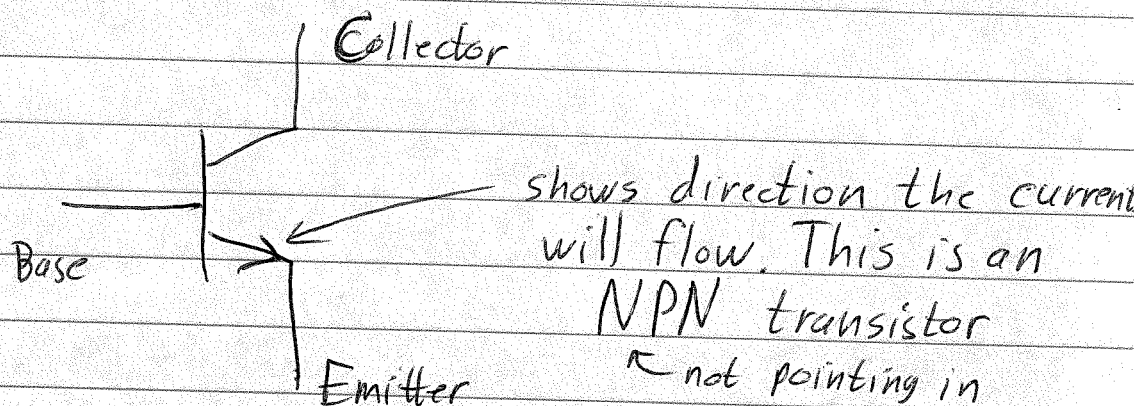 Collector
shows direction the current
will flow. This is an
Base
NPN transistor
not pointing in
Emitter